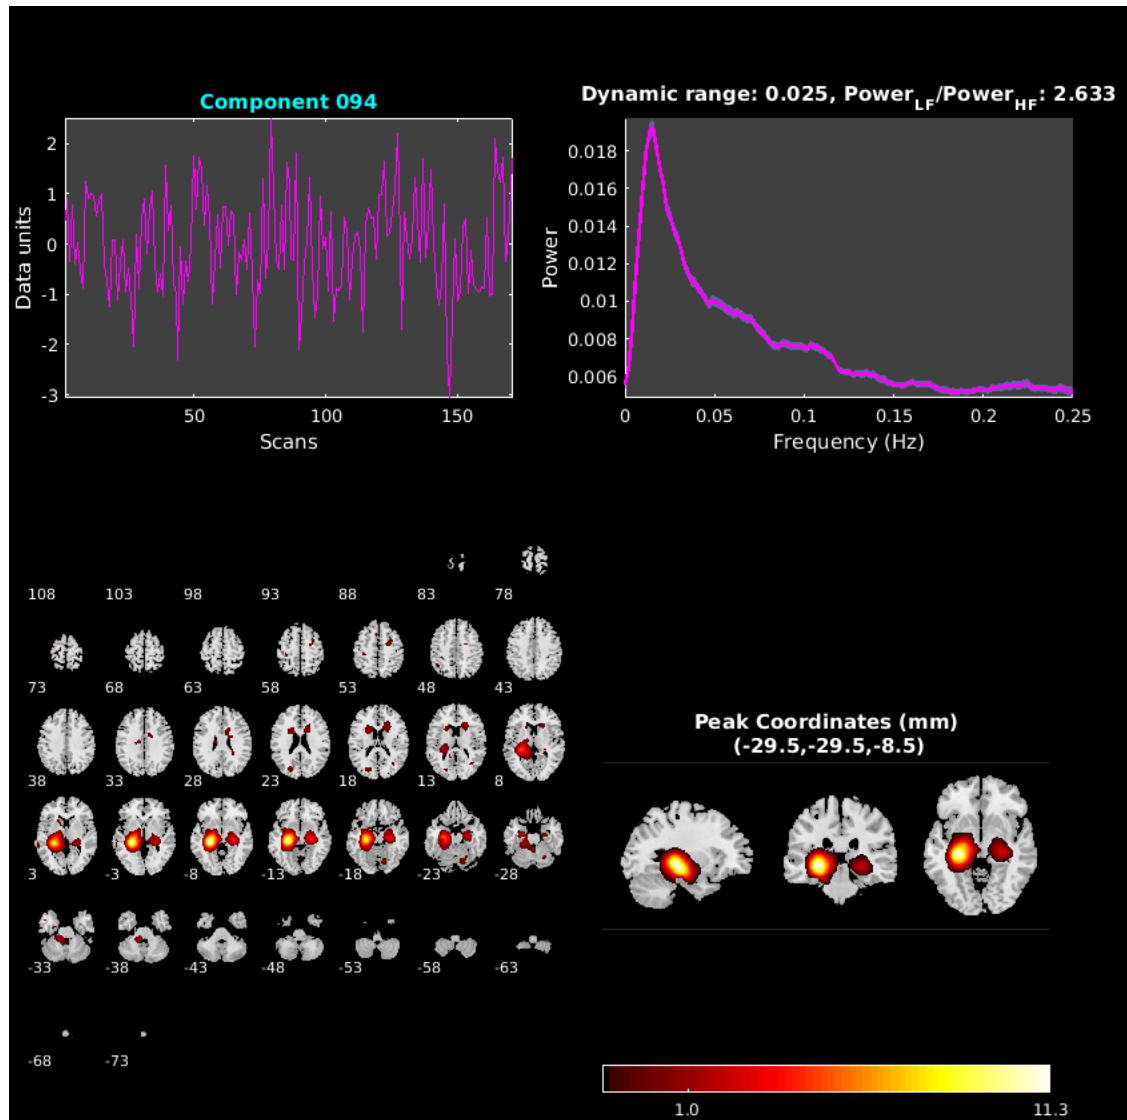 Component 094
Data units
2
1
0
-1
-2
-3
50
100
150
Scans
Dynamic range: 0.025, Power_LF/Power_HF: 2.633
Power
0.018
0.016
0.014
0.012
0.01
0.008
0.006
0
0.05
0.1
0.15
0.2
0.25
Frequency (Hz)
108 103 98 93 88 83 78
73 68 63 58 53 48 43
38 33 28 23 18 13 8
3 -3 -8 -13 -18 -23 -28
-33 -38 -43 -48 -53 -58 -63
-68 -73
Peak Coordinates (mm)
(-29.5,-29.5,-8.5)
1.0 11.3